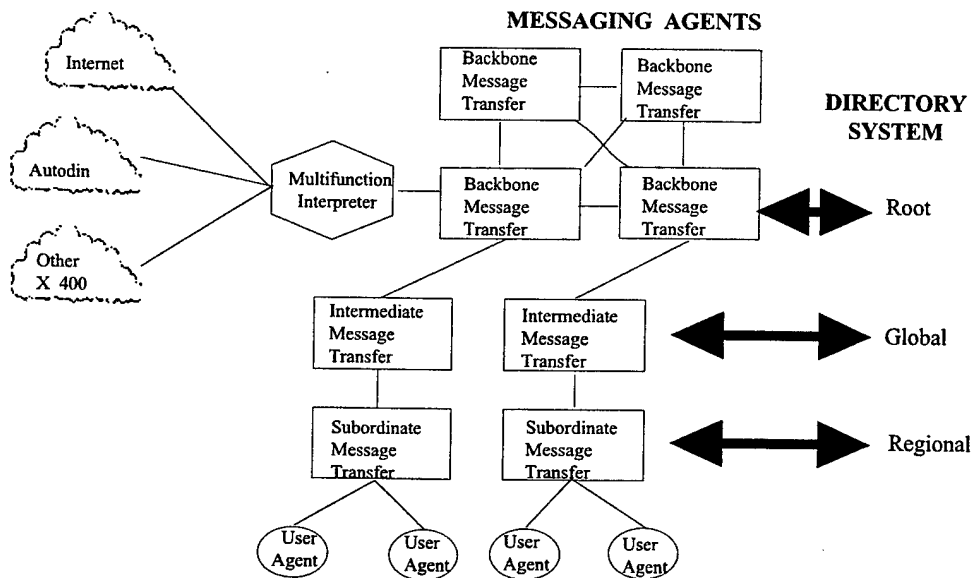 MESSAGING AGENTS
Internet
Autodin
Other
X 400
Multifunction
Interpreter
Backbone
Message
Transfer
Backbone
Message
Transfer
Backbone
Message
Transfer
Backbone
Message
Transfer
DIRECTORY
SYSTEM
Root
Intermediate
Message
Transfer
Intermediate
Message
Transfer
Global
Subordinate
Message
Transfer
Subordinate
Message
Transfer
Regional
User
Agent
User
Agent
User
Agent
User
Agent